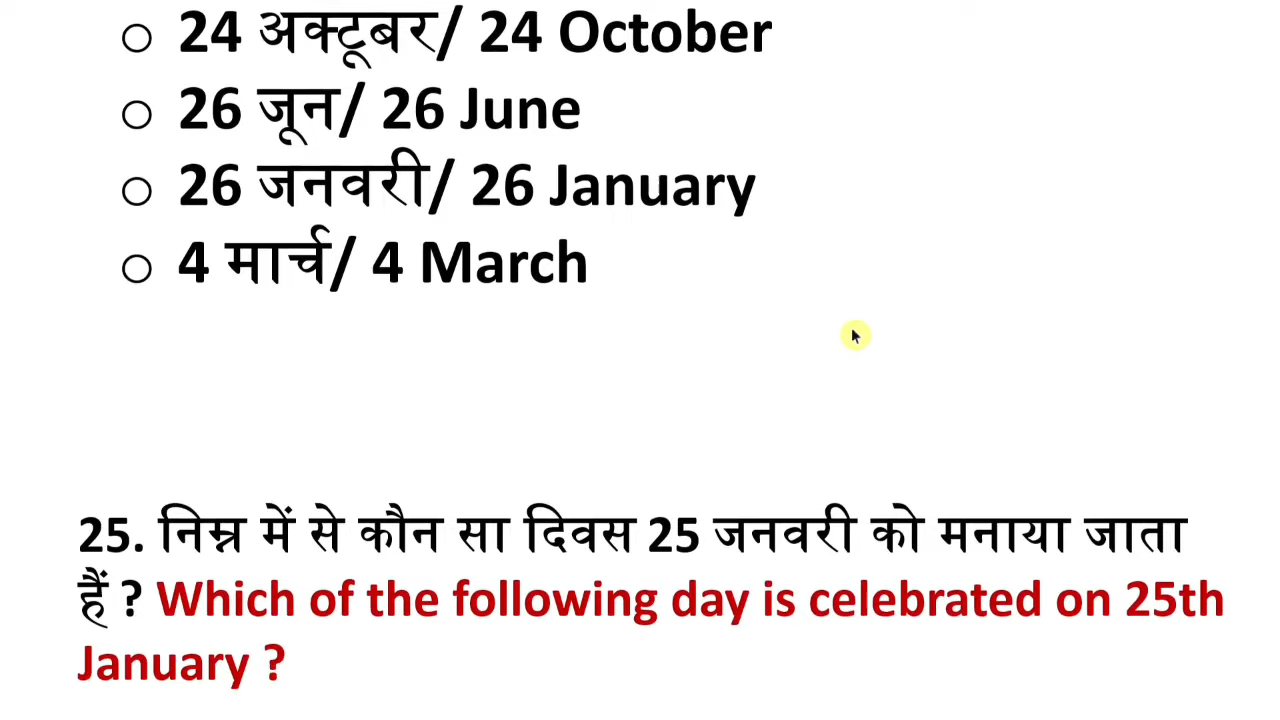 24 अक्टूबर/ 24 October
26 जून/ 26 June
26 जनवरी/ 26 January
4 मार्च/ 4 March
25. निम्न में से कौन सा दिवस 25 जनवरी को मनाया जाता
हैं ? Which of the following day is celebrated on 25th
January ?